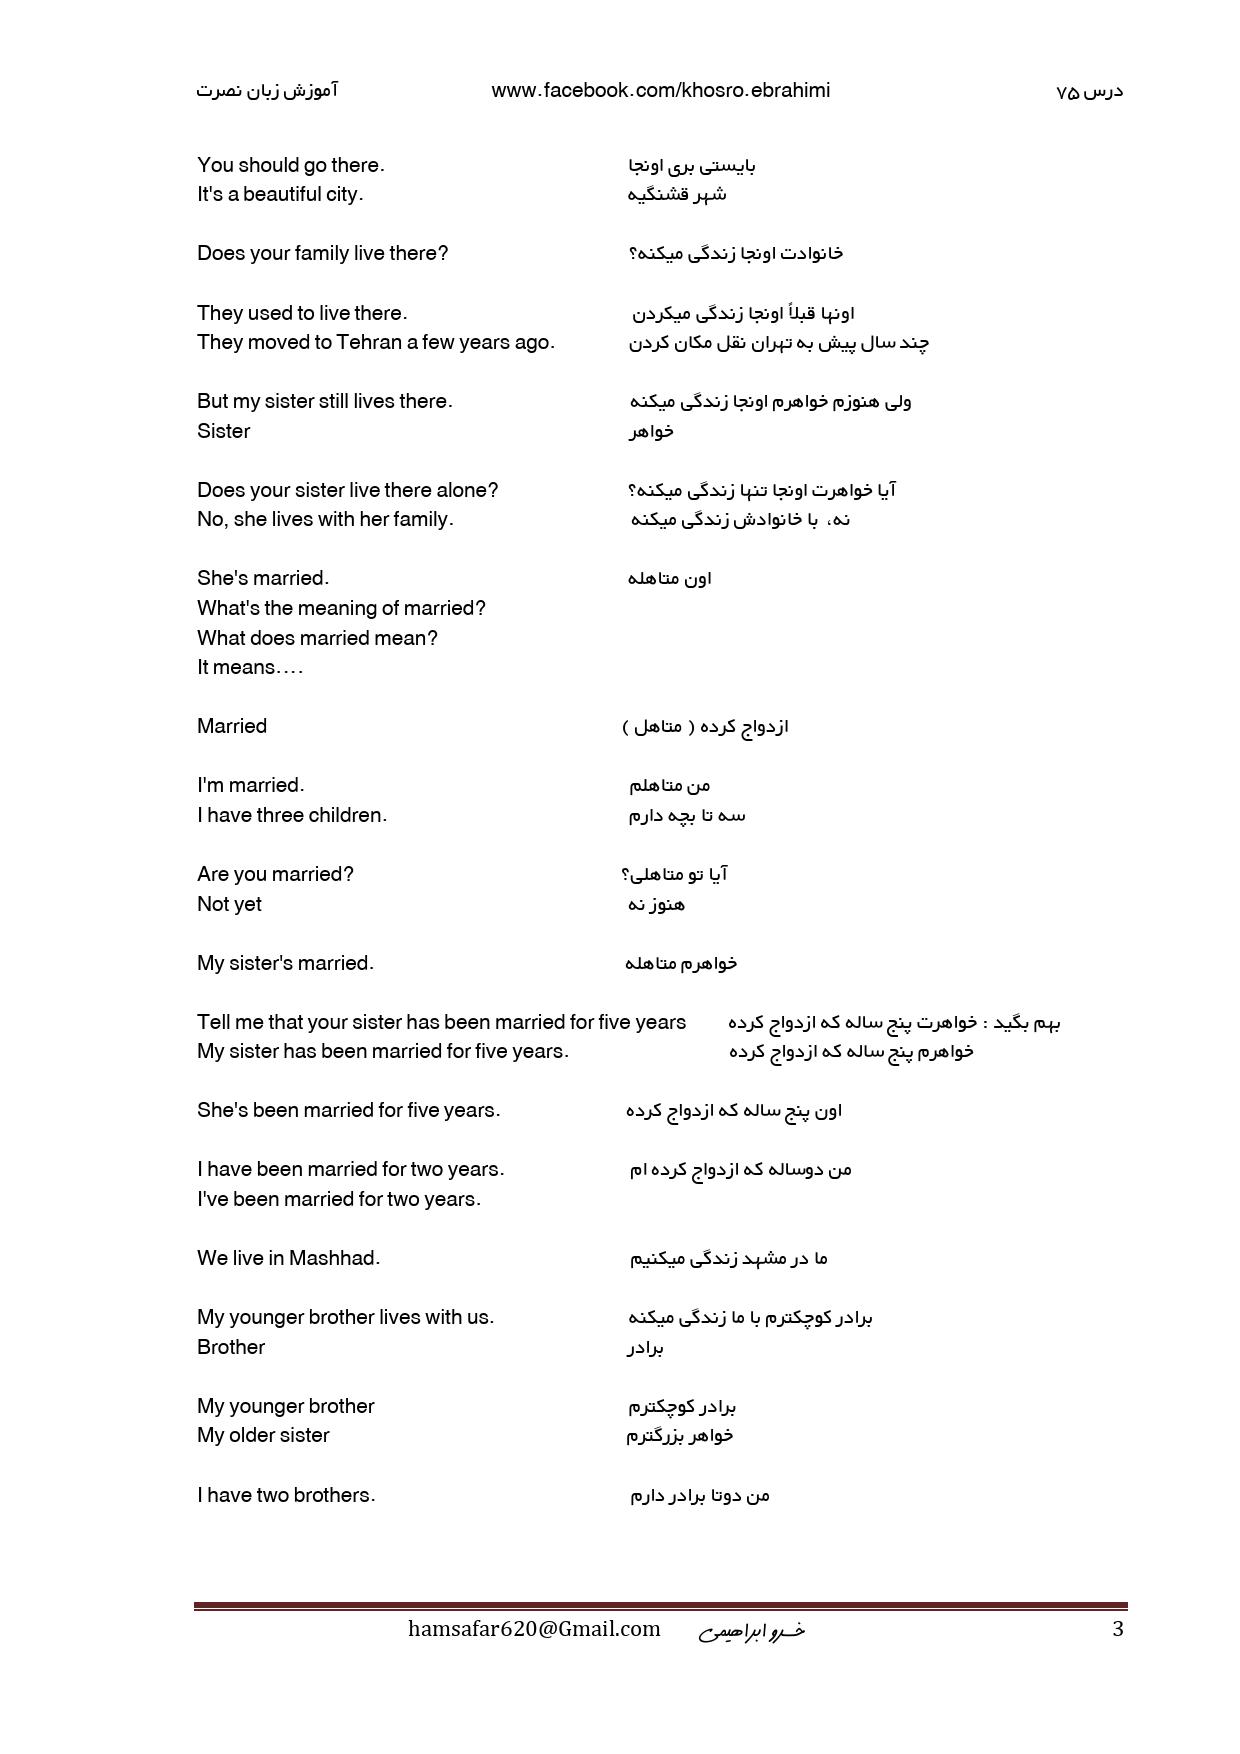 آموزش زبان نصرت www.facebook.com/khosro.ebrahimi درس ۷۵
You should go there. بایستی بری اونجا
It's a beautiful city. شهر قشنگیه
Does your family live there? خانوادت اونجا زندگی میکنه؟
They used to live there. اونها قبلاً اونجا زندگی میکردن
They moved to Tehran a few years ago. چند سال پیش به تهران نقل مکان کردن
But my sister still lives there. ولی هنوزم خواهرم اونجا زندگی میکنه
Sister خواهر
Does your sister live there alone? آیا خواهرت اونجا تنها زندگی میکنه؟
No, she lives with her family. نه، با خانوادش زندگی میکنه
She's married. اون متاهله
What's the meaning of married?
What does married mean?
It means....
Married ازدواج کرده ( متاهل )
I'm married. من متاهلم
I have three children. سه تا بچه دارم
Are you married? آیا تو متاهلی؟
Not yet هنوز نه
My sister's married. خواهرم متاهله
Tell me that your sister has been married for five years بهم بگید : خواهرت پنج ساله که ازدواج کرده
My sister has been married for five years. خواهرم پنج ساله که ازدواج کرده
She's been married for five years. اون پنج ساله که ازدواج کرده
I have been married for two years. من دوساله که ازدواج کرده ام
I've been married for two years.
We live in Mashhad. ما در مشهد زندگی میکنیم
My younger brother lives with us. برادر کوچکترم با ما زندگی میکنه
Brother برادر
My younger brother برادر کوچکترم
My older sister خواهر بزرگترم
I have two brothers. من دوتا برادر دارم
hamsafar620@Gmail.com خسرو ابراهیمی 3